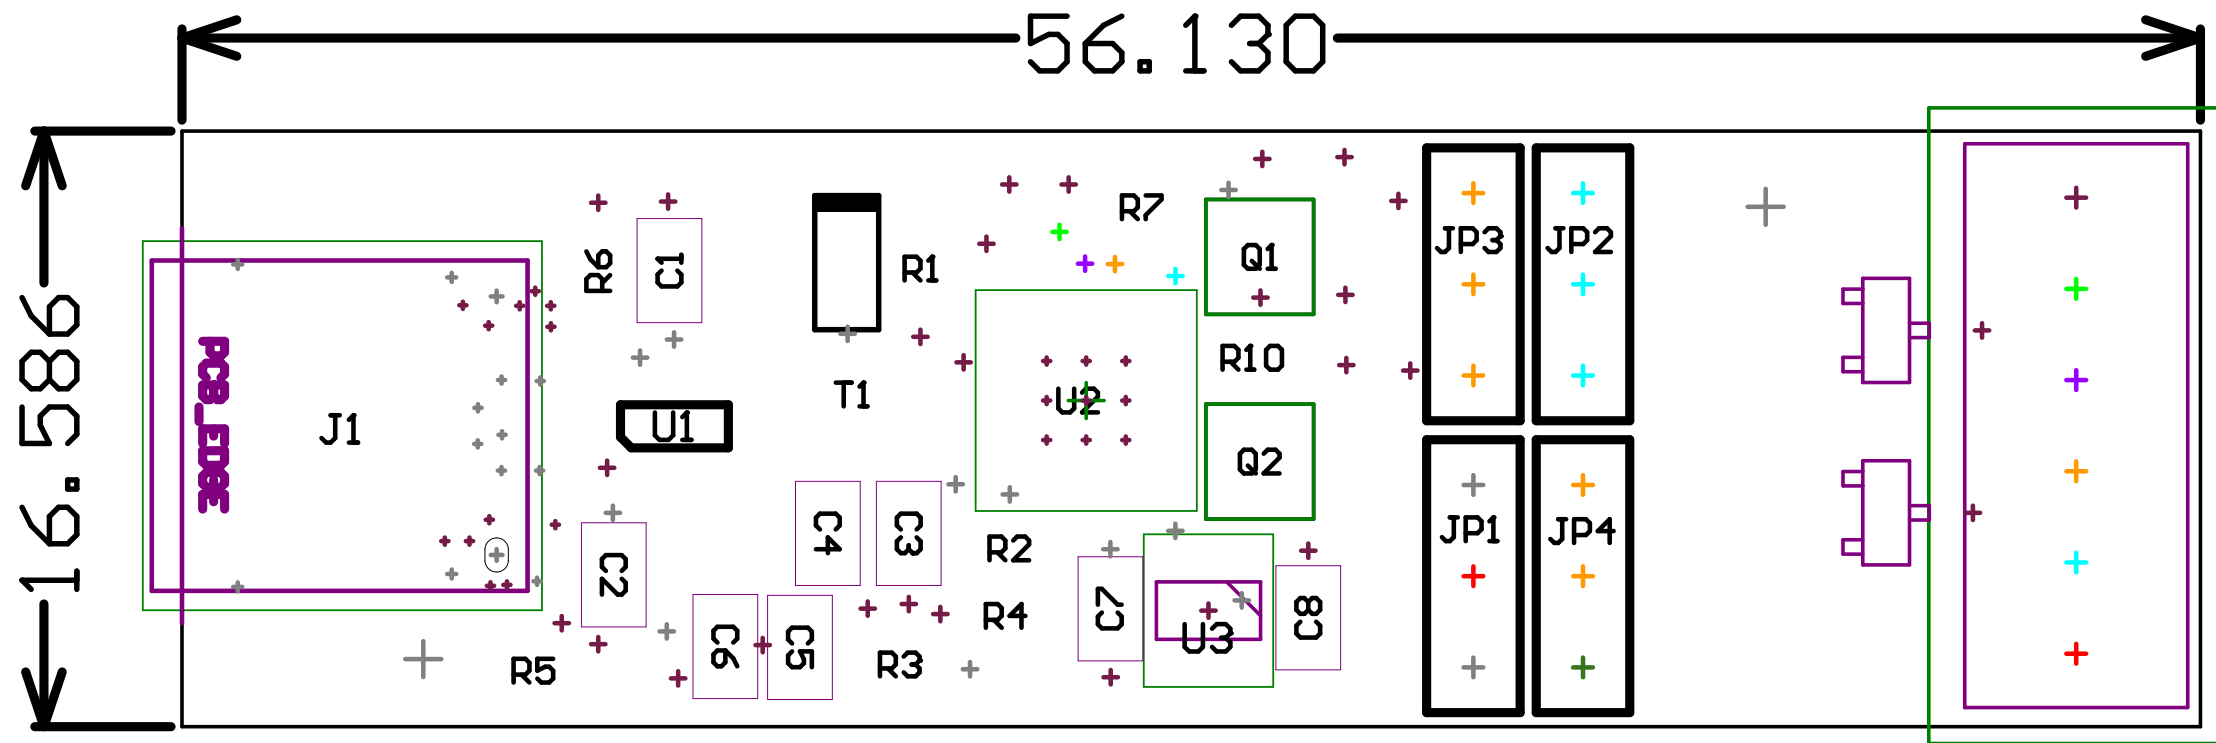 56.130
16.586
PCB_EDGE
J1
R6
C1
U1
R1
T1
R7
Q1
JP3
JP2
R10
U2
Q2
C4
C3
C2
R2
JP1
JP4
C7
C8
R4
U3
C6
C5
R3
R5